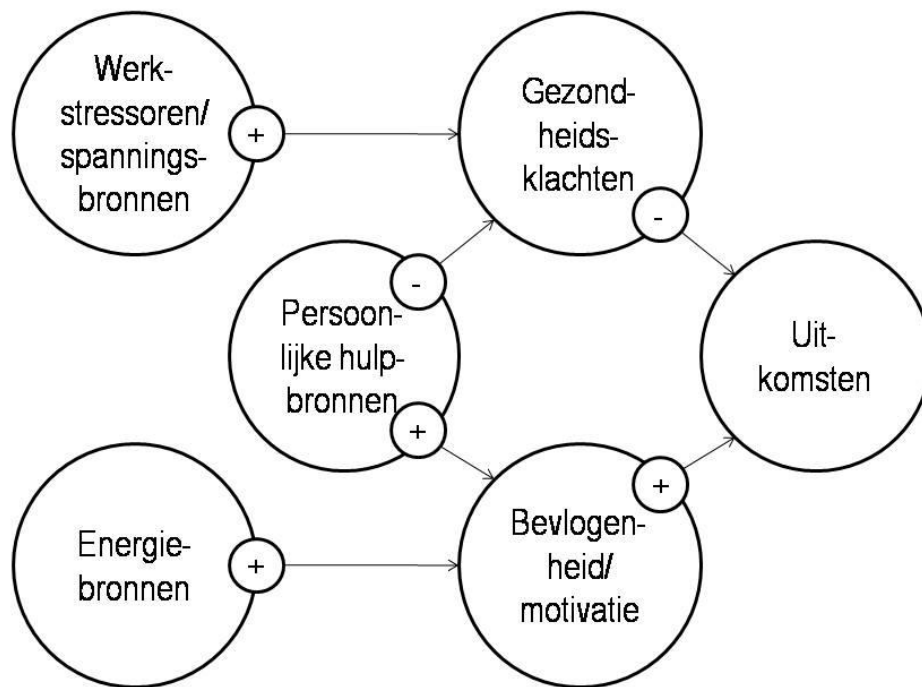 Werk-
stressoren/
spannings-
bronnen
+
Gezond-
heids-
klachten
-
Persoon-
lijke hulp-
bronnen
-
+
Uit-
komsten
Energie-
bronnen
+
Bevlogen-
heid/
motivatie
+